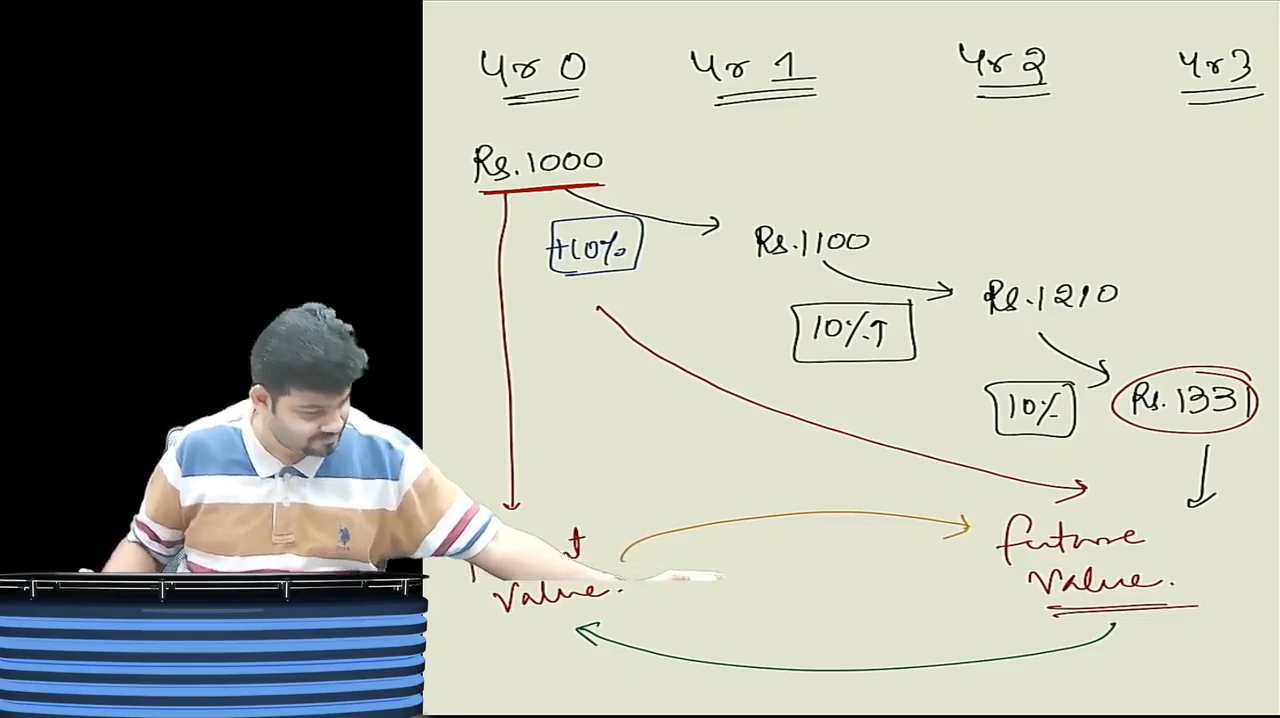 Yr 0 Yr 1 Yr 2 Yr 3
Rs.1000
+10% Rs.1100
Rs.1210
10%↑
10% Rs.1331
future
value. value.